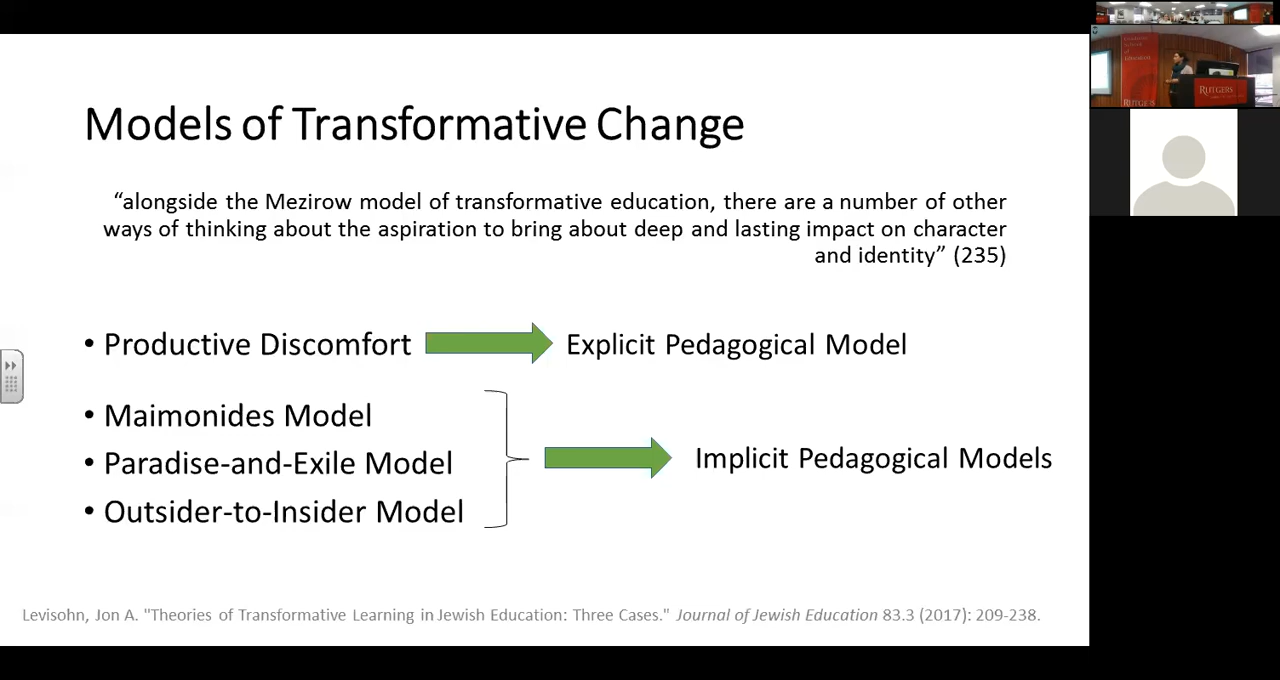 Models of Transformative Change
“alongside the Mezirow model of transformative education, there are a number of other
ways of thinking about the aspiration to bring about deep and lasting impact on character
and identity” (235)
• Productive Discomfort
Explicit Pedagogical Model
• Maimonides Model
• Paradise-and-Exile Model
• Outsider-to-Insider Model
Implicit Pedagogical Models
Levisohn, Jon A. "Theories of Transformative Learning in Jewish Education: Three Cases." Journal of Jewish Education 83.3 (2017): 209-238.
RUTGERS
RUTGERS